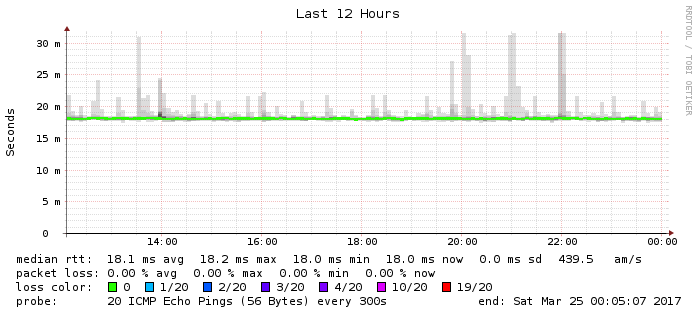 Last 12 Hours
RRDTOOL / TOBI OETIKER
Seconds
30 m
25 m
20 m
15 m
10 m
5 m
0
14:00 16:00 18:00 20:00 22:00 00:00
median rtt: 18.1 ms avg 18.2 ms max 18.0 ms min 18.0 ms now 0.0 ms sd 439.5 am/s
packet loss: 0.00 % avg 0.00 % max 0.00 % min 0.00 % now
loss color: 0 1/20 2/20 3/20 4/20 10/20 19/20
probe: 20 ICMP Echo Pings (56 Bytes) every 300s end: Sat Mar 25 00:05:07 2017